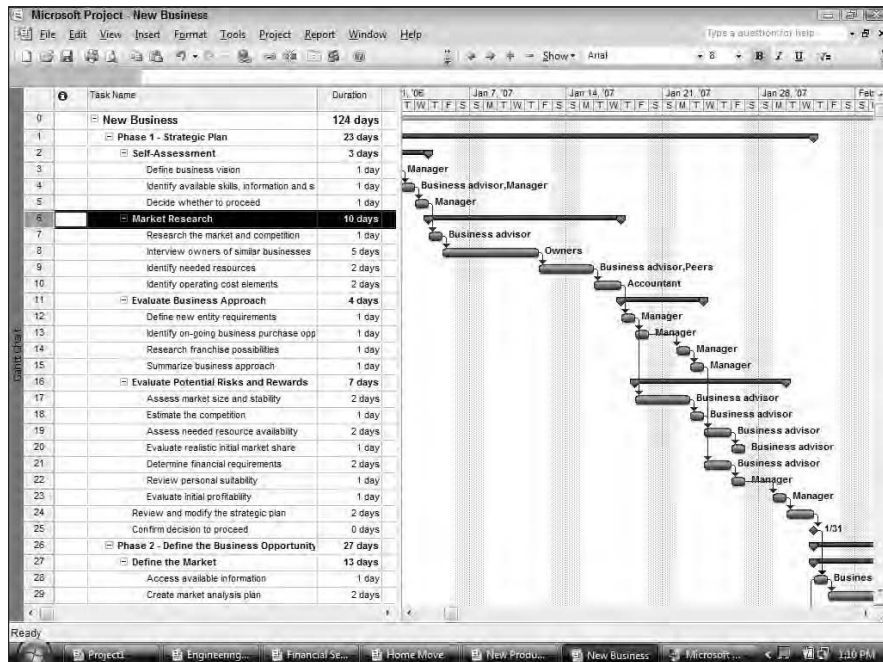 Microsoft Project - New Business
File Edit View Insert Format Tools Project Report Window Help Type a question for help
Show Arial 8 B I U
Task Name Duration , '06 Jan 7, '07 Jan 14, '07 Jan 21, '07 Jan 28, '07 Feb
T W T F S S M T W T F S S M T W T F S S M T W T F S S M T W T F S S
0 New Business 124 days
1 Phase 1 - Strategic Plan 23 days
2 Self-Assessment 3 days
3 Define business vision 1 day Manager
4 Identify available skills, information and s 1 day Business advisor,Manager
5 Decide whether to proceed 1 day Manager
6 Market Research 10 days
7 Research the market and competition 1 day Business advisor
8 Interview owners of similar businesses 5 days Owners
9 Identify needed resources 2 days Business advisor,Peers
10 Identify operating cost elements 2 days Accountant
11 Evaluate Business Approach 4 days
12 Define new entity requirements 1 day Manager
13 Identify on-going business purchase opp 1 day Manager
14 Research franchise possibilities 1 day Manager
15 Summarize business approach 1 day Manager
16 Evaluate Potential Risks and Rewards 7 days
17 Assess market size and stability 2 days Business advisor
18 Estimate the competition 1 day Business advisor
19 Assess needed resource availability 2 days Business advisor
20 Evaluate realistic initial market share 1 day Business advisor
21 Determine financial requirements 2 days Business advisor
22 Review personal suitability 1 day Manager
23 Evaluate initial profitability 1 day Manager
24 Review and modify the strategic plan 2 days
25 Confirm decision to proceed 0 days 1/31
26 Phase 2 - Define the Business Opportunity 27 days
27 Define the Market 13 days
28 Access available information 1 day Busines
29 Create market analysis plan 2 days
Gantt Chart
Ready
Project1 Engineering... Financial Se... Home Move New Produ... New Business Microsoft ... 1:10 PM